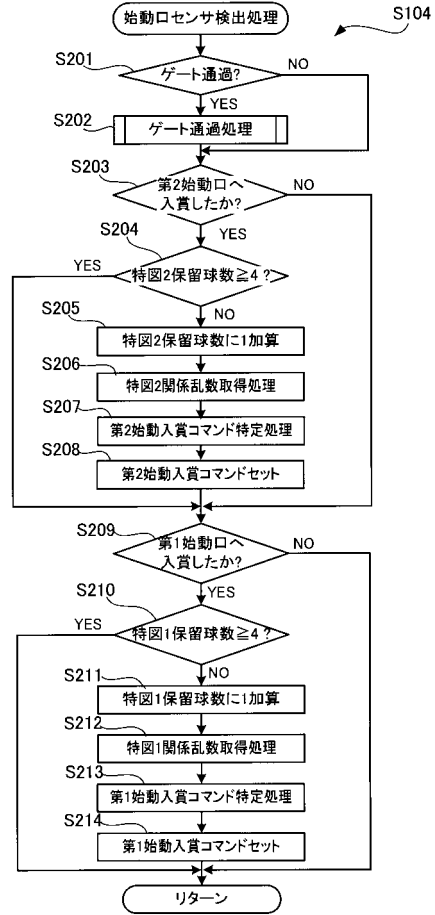 始動口センサ検出処理
S104
S201
ゲート通過?
NO
YES
S202
ゲート通過処理
S203
第2始動口へ
入賞したか?
NO
YES
S204
特図2保留球数≧4?
YES
NO
S205
特図2保留球数に1加算
S206
特図2関係乱数取得処理
S207
第2始動入賞コマンド特定処理
S208
第2始動入賞コマンドセット
S209
第1始動口へ
入賞したか?
NO
YES
S210
特図1保留球数≧4?
YES
NO
S211
特図1保留球数に1加算
S212
特図1関係乱数取得処理
S213
第1始動入賞コマンド特定処理
S214
第1始動入賞コマンドセット
リターン